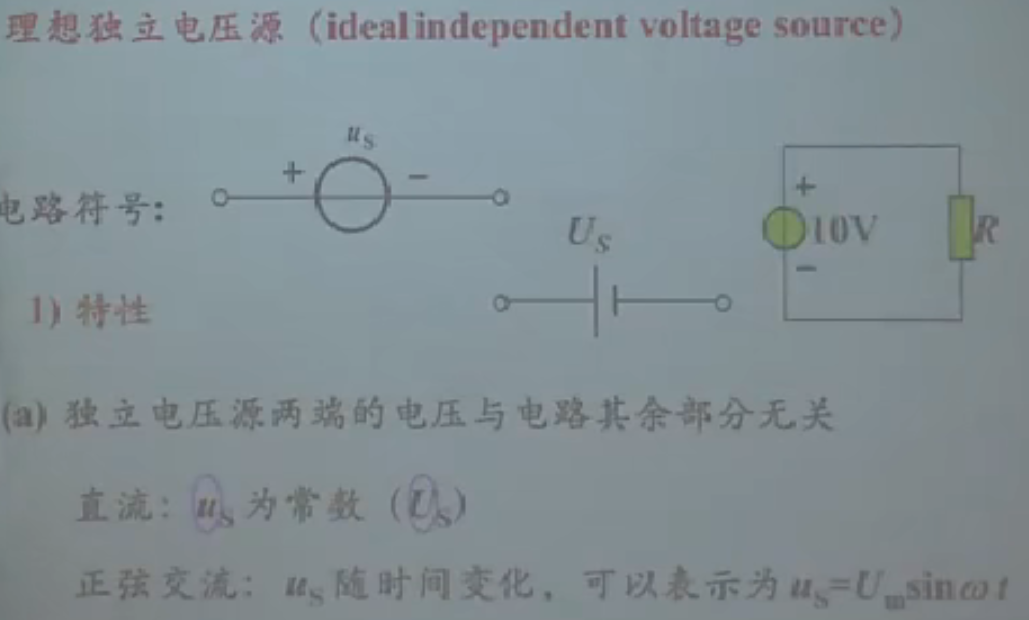 理想独立电压源（ideal independent voltage source）
u_S
+ −
电路符号:
U_S
+
10V
−
R
1) 特性
(a) 独立电压源两端的电压与电路其余部分无关
直流: u_S 为常数（U_S）
正弦交流: u_S 随时间变化，可以表示为 u_S=U_m sinω t